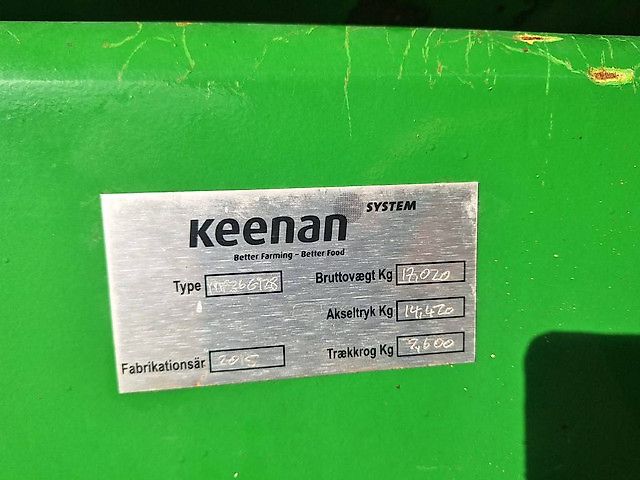 Keenan SYSTEM
Better Farming - Better Food
Type
Bruttovægt Kg 17,020
Akseltryk Kg 14,420
Trækkrog Kg
Fabrikationsår